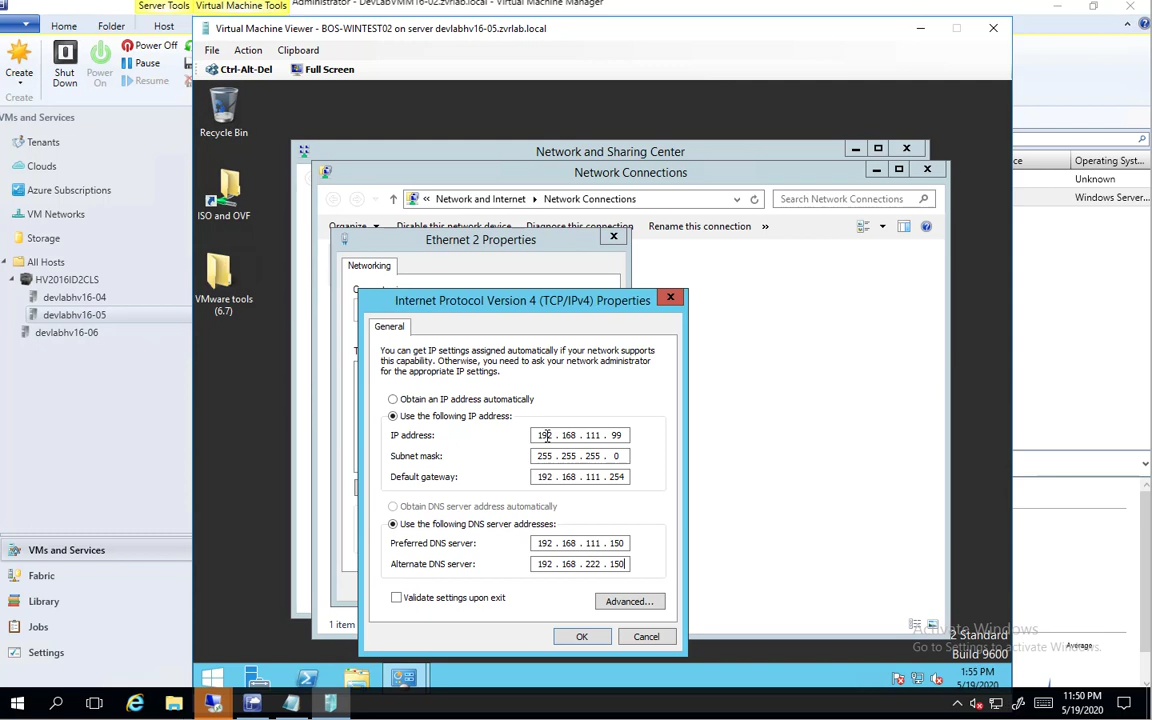 Server Tools
Virtual Machine Tools
Administrator - DevLabVMM16-02.zvrlab.local - Virtual Machine Manager
Home
Folder
Host
Create
Shut Down
Power On
Power Off
Pause
Resume
Create
Virtual Machine Viewer - BOS-WINTEST02 on server devlabhv16-05.zvrlab.local
File
Action
Clipboard
Ctrl-Alt-Del
Full Screen
VMs and Services
Tenants
Clouds
Azure Subscriptions
VM Networks
Storage
All Hosts
HV2016ID2CLS
devlabhv16-04
devlabhv16-05
devlabhv16-06
VMs and Services
Fabric
Library
Jobs
Settings
Recycle Bin
ISO and OVF
VMware tools (6.7)
Network and Sharing Center
Network Connections
« Network and Internet
Network Connections
Search Network Connections
Organize
Disable this network device
Diagnose this connection
Rename this connection
»
Ethernet 2 Properties
Networking
Internet Protocol Version 4 (TCP/IPv4) Properties
General
You can get IP settings assigned automatically if your network supports
this capability. Otherwise, you need to ask your network administrator
for the appropriate IP settings.
Obtain an IP address automatically
Use the following IP address:
IP address:
192 . 168 . 111 . 99
Subnet mask:
255 . 255 . 255 . 0
Default gateway:
192 . 168 . 111 . 254
Obtain DNS server address automatically
Use the following DNS server addresses:
Preferred DNS server:
192 . 168 . 111 . 150
Alternate DNS server:
192 . 168 . 222 . 150
Validate settings upon exit
Advanced...
OK
Cancel
1 item
Operating Syst...
Unknown
Windows Server...
Average
Activate Windows
Go to Settings to activate Windows.
2 Standard
Build 9600
1:55 PM
5/19/2020
11:50 PM
5/19/2020